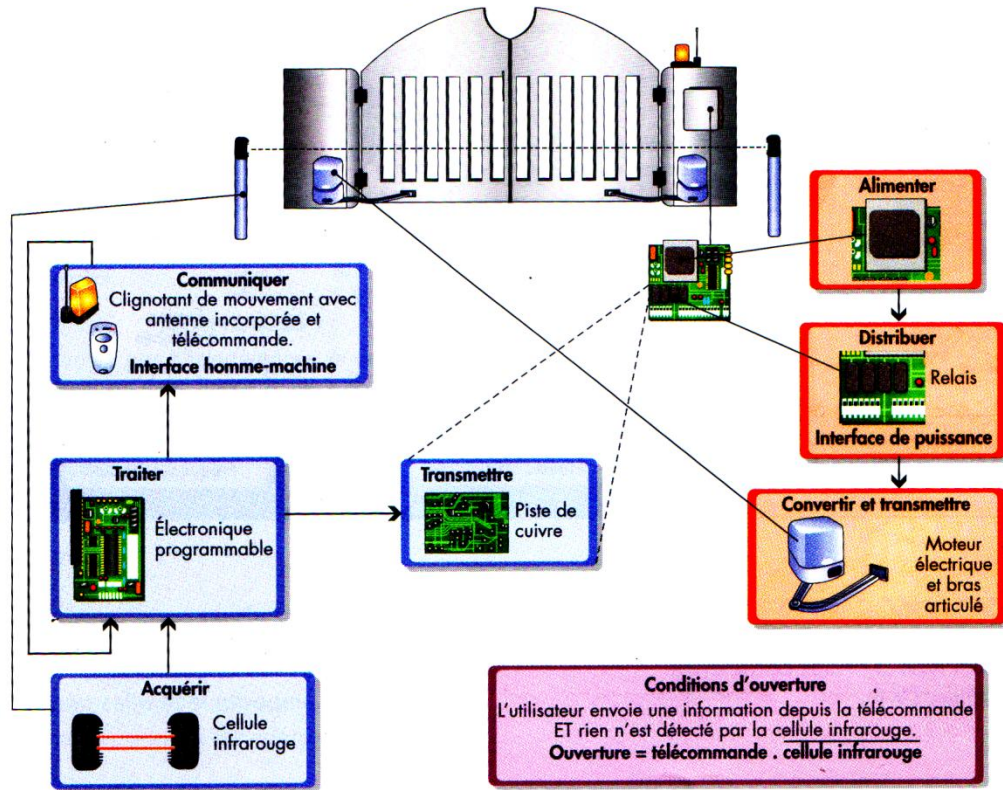 Alimenter
Communiquer
Clignotant de mouvement avec
antenne incorporée et
télécommande.
Interface homme-machine
Distribuer
Relais
Interface de puissance
Traiter
Électronique
programmable
Transmettre
Piste de
cuivre
Convertir et transmettre
Moteur
électrique
et bras
articulé
Acquérir
Cellule
infrarouge
Conditions d'ouverture
L'utilisateur envoie une information depuis la télécommande
ET rien n'est détecté par la cellule infrarouge.
Ouverture = télécommande . cellule infrarouge